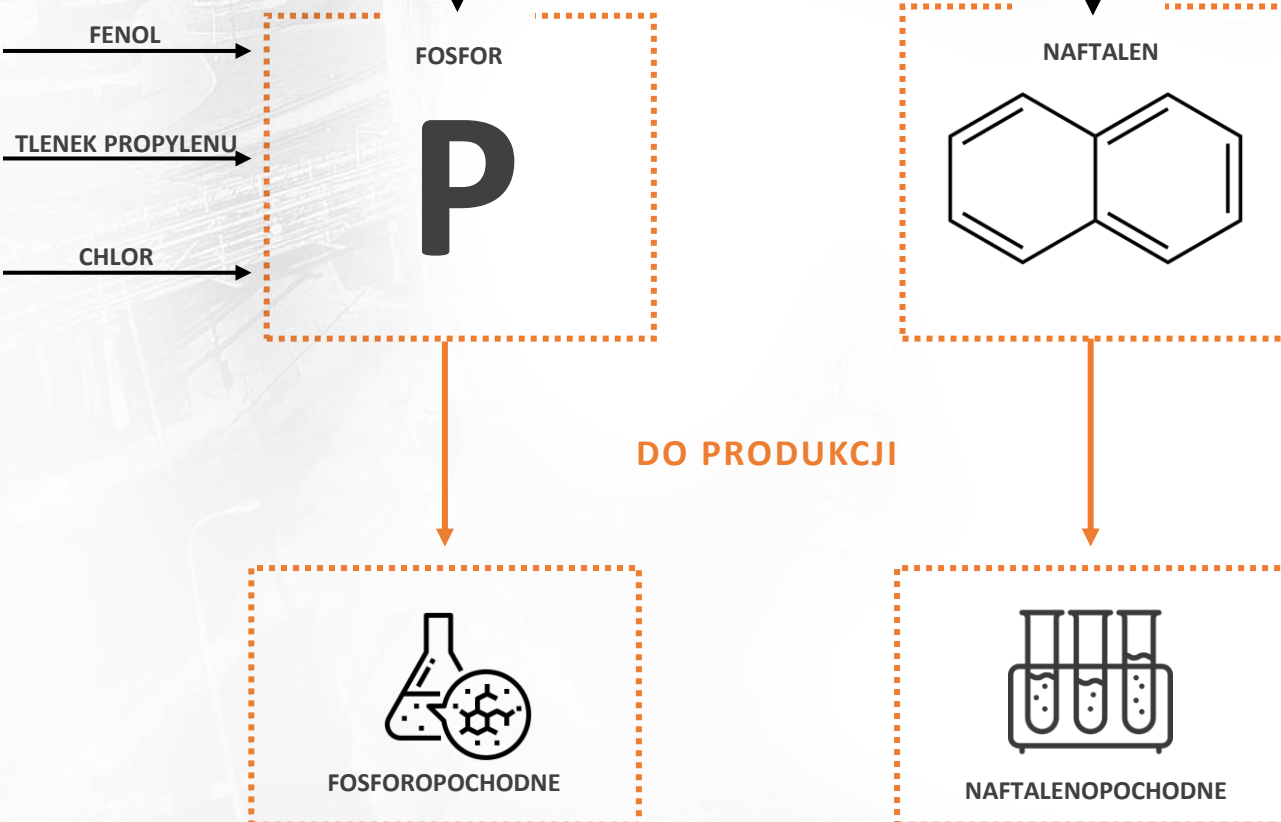 FENOL
FOSFOR
NAFTALEN
TLENEK PROPYLENU
P
CHLOR
DO PRODUKCJI
FOSFOROPOCHODNE
NAFTALENOPOCHODNE